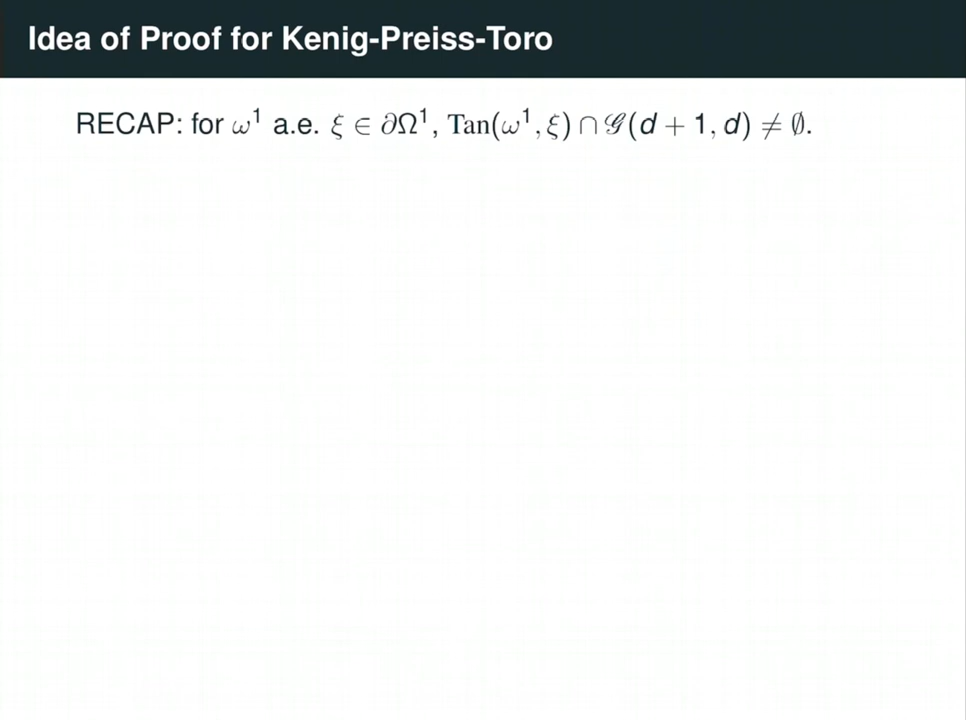 Idea of Proof for Kenig-Preiss-Toro
RECAP: for ω¹ a.e. ξ ∈ ∂Ω¹, Tan(ω¹, ξ) ∩ 𝒢(d + 1, d) ≠ ∅.